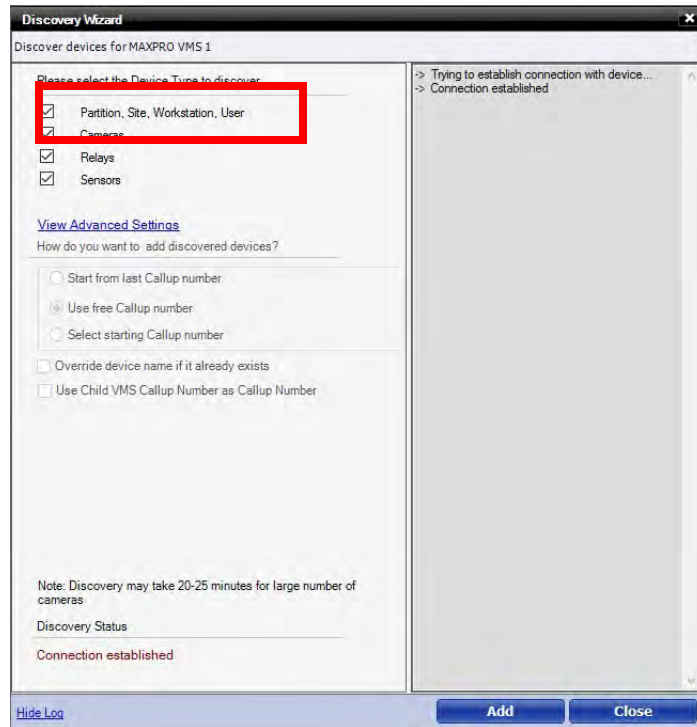 Discovery Wizard
x
Discover devices for MAXPRO VMS 1
Please select the Device Type to discover
Partition, Site, Workstation, User
Cameras
Relays
Sensors
View Advanced Settings
How do you want to add discovered devices?
Start from last Callup number
Use free Callup number
Select starting Callup number
Override device name if it already exists
Use Child VMS Callup Number as Callup Number
Note: Discovery may take 20-25 minutes for large number of
cameras
Discovery Status
Connection established
-> Trying to establish connection with device...
-> Connection established
Hide Log
Add
Close